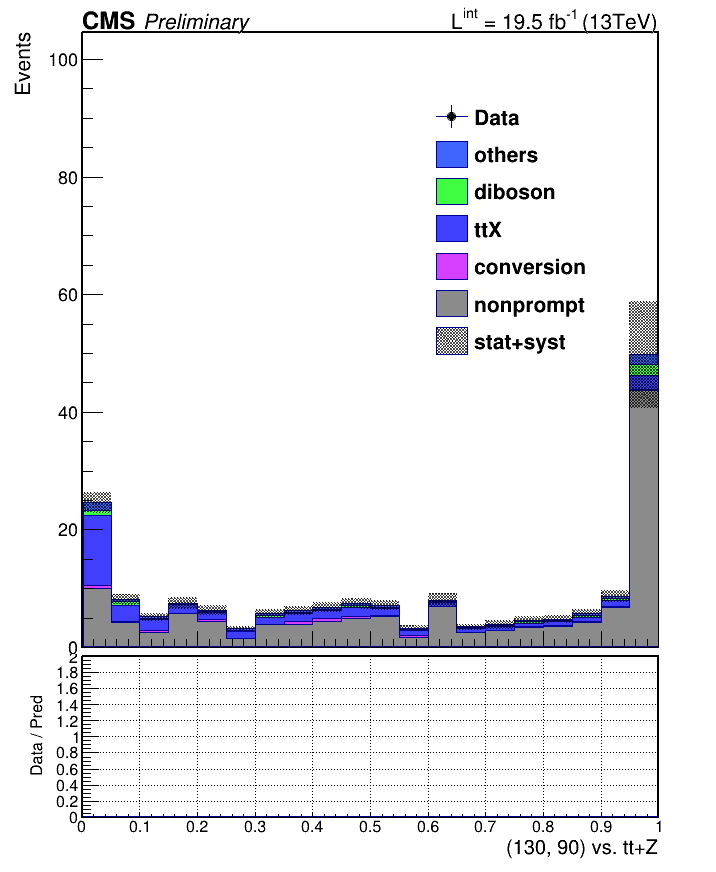 CMS Preliminary L^int = 19.5 fb^-1 (13TeV)
Events
100
80
60
40
20
0
Data
others
diboson
ttX
conversion
nonprompt
stat+syst
Data / Pred
2
1.8
1.6
1.4
1.2
1
0.8
0.6
0.4
0.2
0
0 0.1 0.2 0.3 0.4 0.5 0.6 0.7 0.8 0.9 1
(130, 90) vs. tt+Z